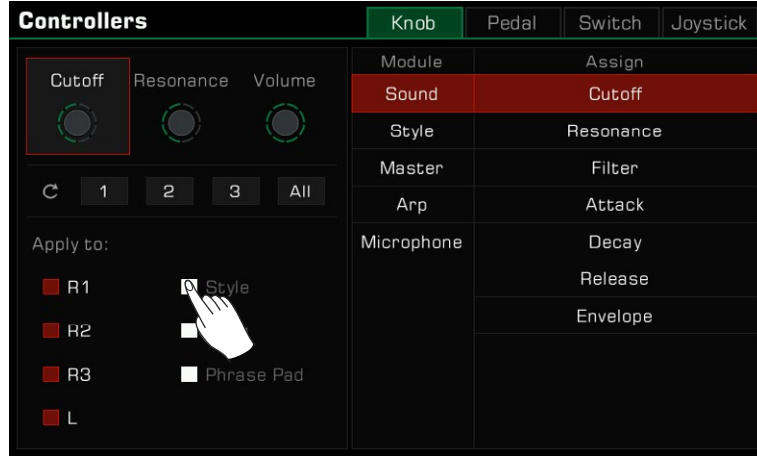 Controllers
Knob Pedal Switch Joystick
Cutoff Resonance Volume
1 2 3 All
Apply to:
R1 Style
R2
R3 Phrase Pad
L
Module Assign
Sound Cutoff
Style Resonance
Master Filter
Arp Attack
Microphone Decay
Release
Envelope